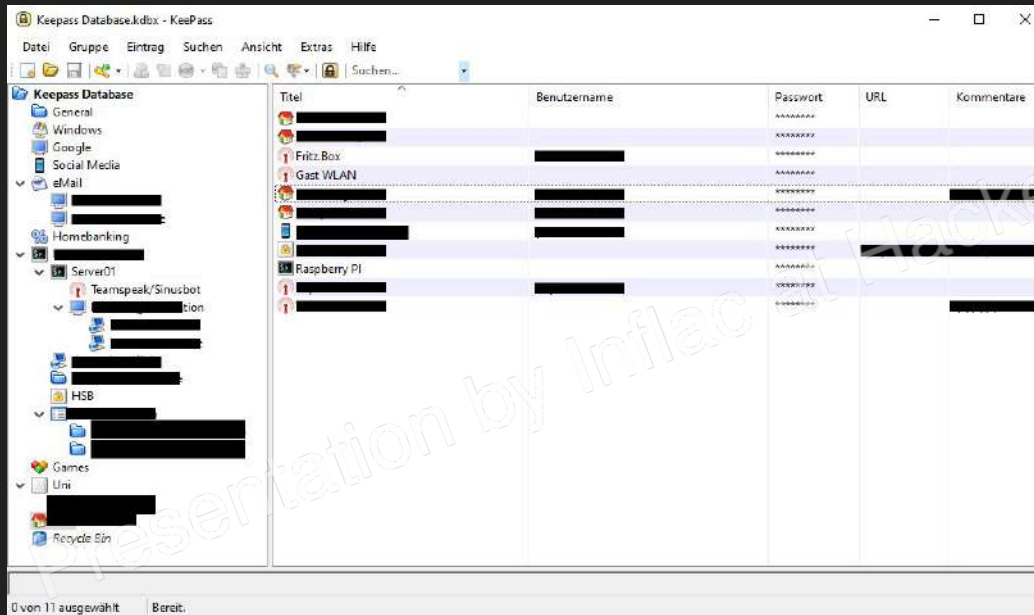 Keepass Database.kdbx - KeePass
Datei Gruppe Eintrag Suchen Ansicht Extras Hilfe
Suchen...
Keepass Database
General
Windows
Google
Social Media
eMail
Homebanking
Server01
Teamspeak/Sinusbot
tion
HSB
Games
Uni
Recycle Bin
Titel Benutzername Passwort URL Kommentare
********
********
Fritz.Box ********
Gast WLAN ********
********
********
********
********
Raspberry PI ********
********
********
Presentation by Inflac at Hacke
0 von 11 ausgewählt Bereit.